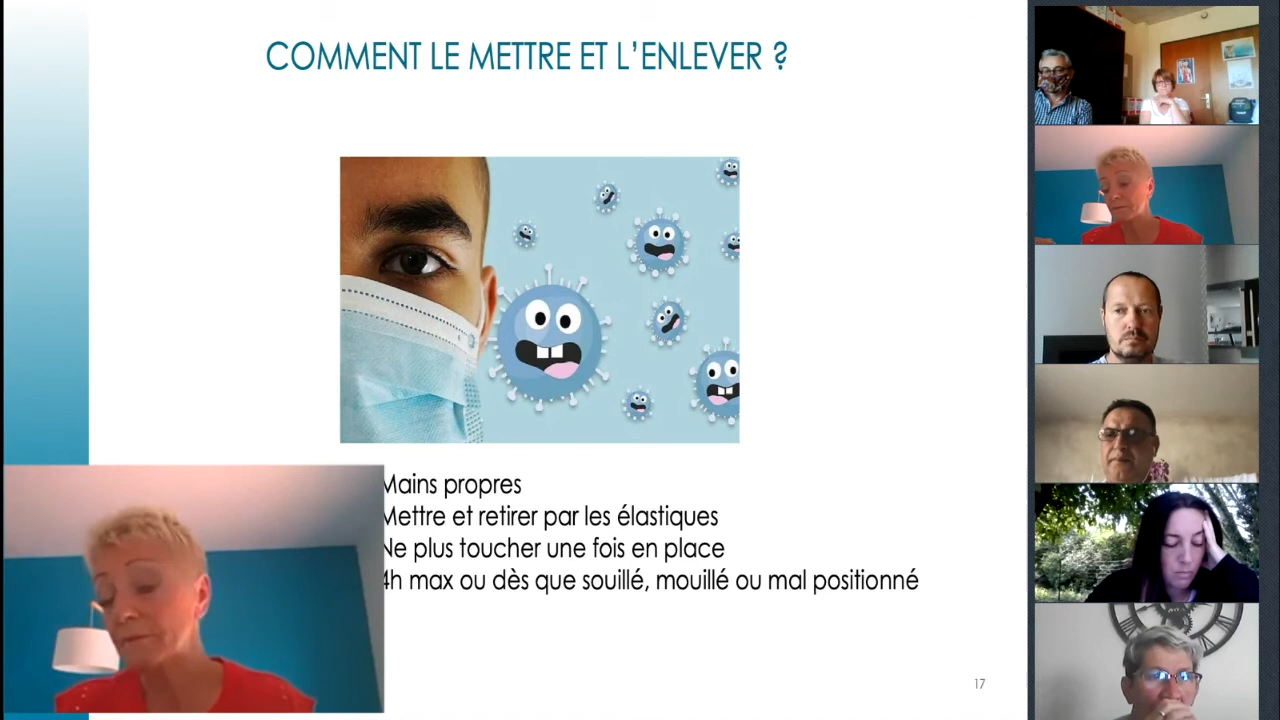 COMMENT LE METTRE ET L'ENLEVER ?
Mains propres
Mettre et retirer par les élastiques
Ne plus toucher une fois en place
4h max ou dès que souillé, mouillé ou mal positionné
17